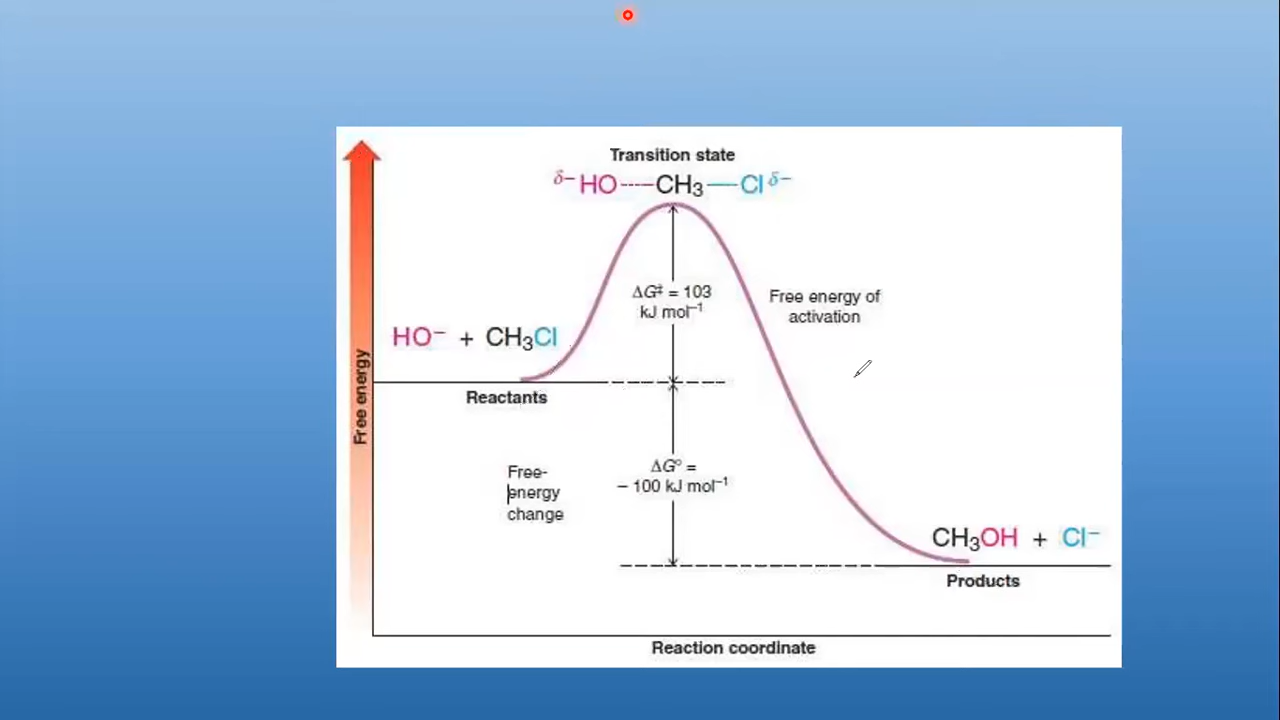 Transition state
δ−HO----CH₃—Clδ−
ΔG‡ = 103
kJ mol⁻¹
Free energy of
activation
HO⁻ + CH₃Cl
Reactants
Free energy
Free-
energy
change
ΔG° =
– 100 kJ mol⁻¹
CH₃OH + Cl⁻
Products
Reaction coordinate